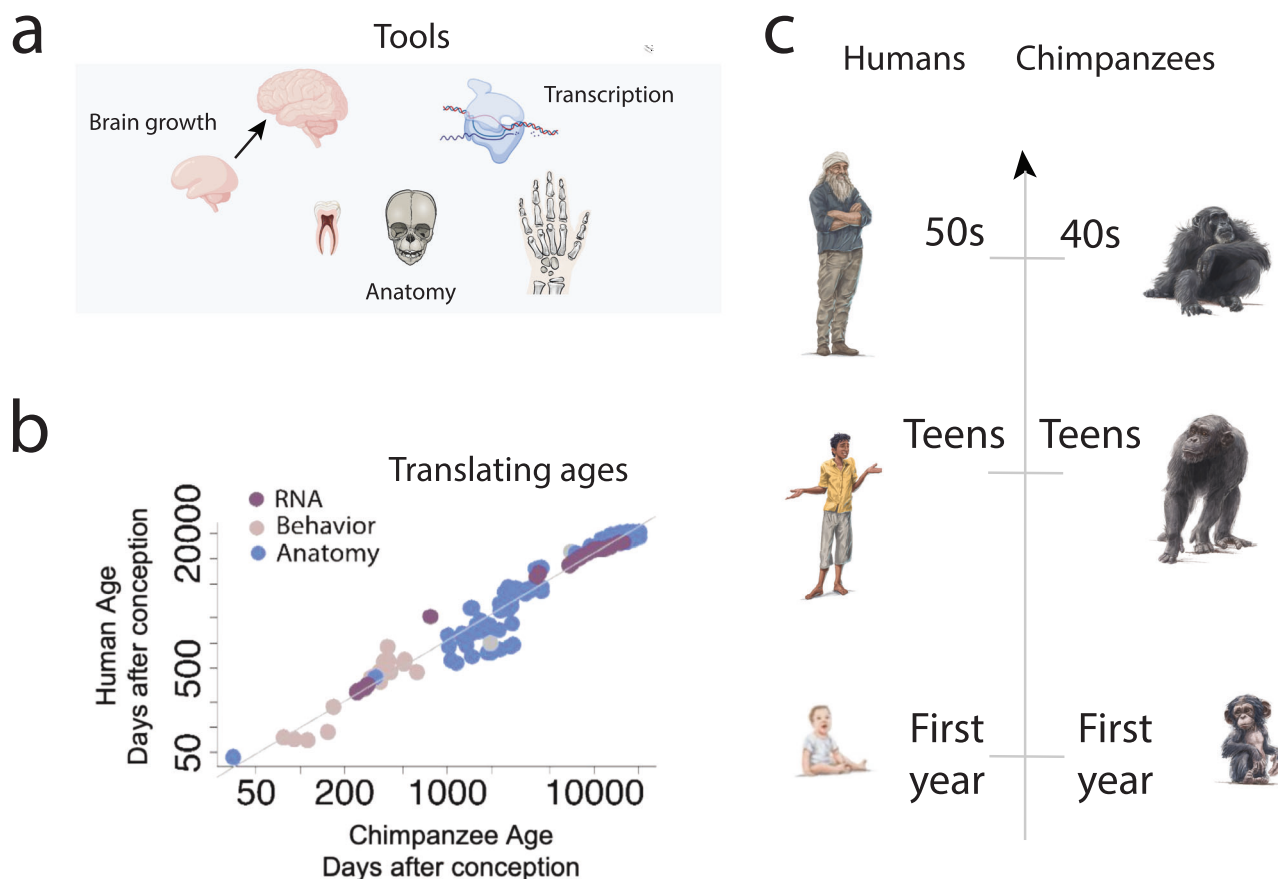 a
Tools
Brain growth
Transcription
Anatomy
b
Translating ages
RNA
Behavior
Anatomy
Human Age
Days after conception
20000
500
50
50 200 1000 10000
Chimpanzee Age
Days after conception
c
Humans Chimpanzees
50s 40s
Teens Teens
First First
year year